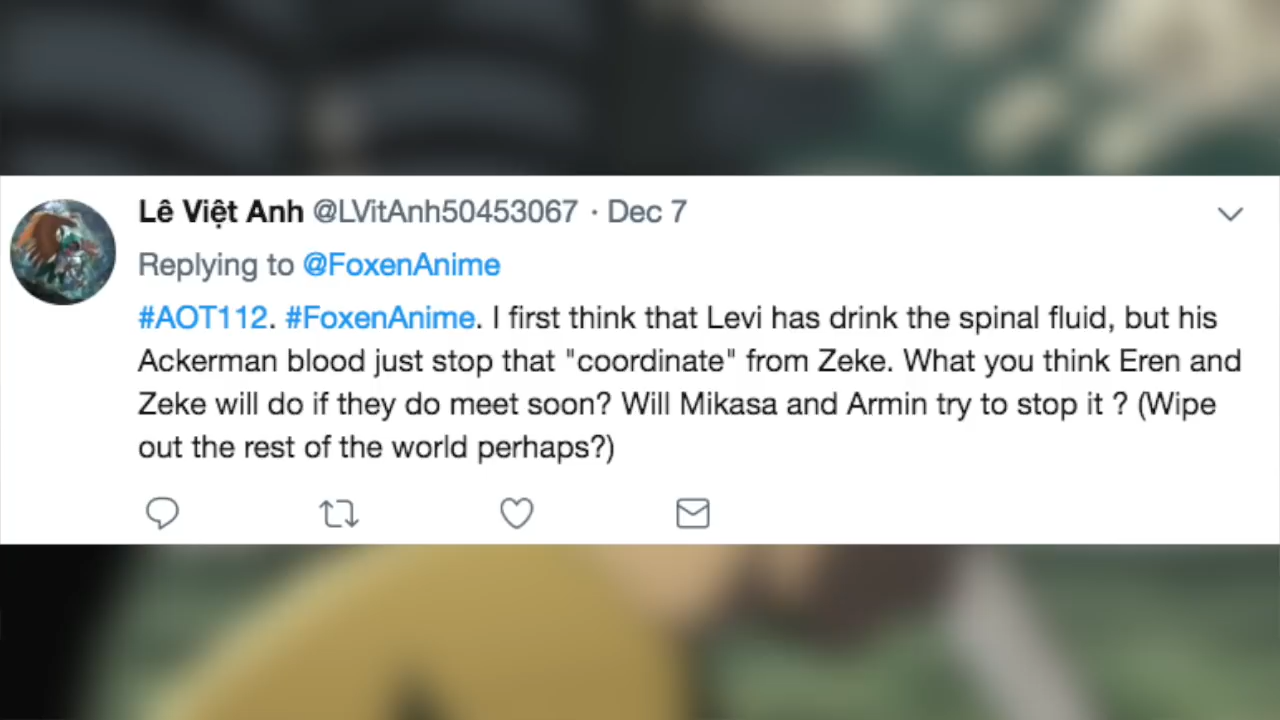 Lê Việt Anh @LVitAnh50453067 · Dec 7
Replying to @FoxenAnime
#AOT112. #FoxenAnime. I first think that Levi has drink the spinal fluid, but his
Ackerman blood just stop that "coordinate" from Zeke. What you think Eren and
Zeke will do if they do meet soon? Will Mikasa and Armin try to stop it ? (Wipe
out the rest of the world perhaps?)